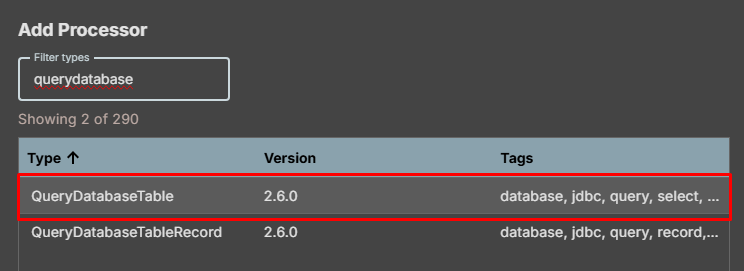 Add Processor
Filter types
querydatabase
Showing 2 of 290
Type ↑ Version Tags
QueryDatabaseTable 2.6.0 database, jdbc, query, select, ...
QueryDatabaseTableRecord 2.6.0 database, jdbc, query, record,...